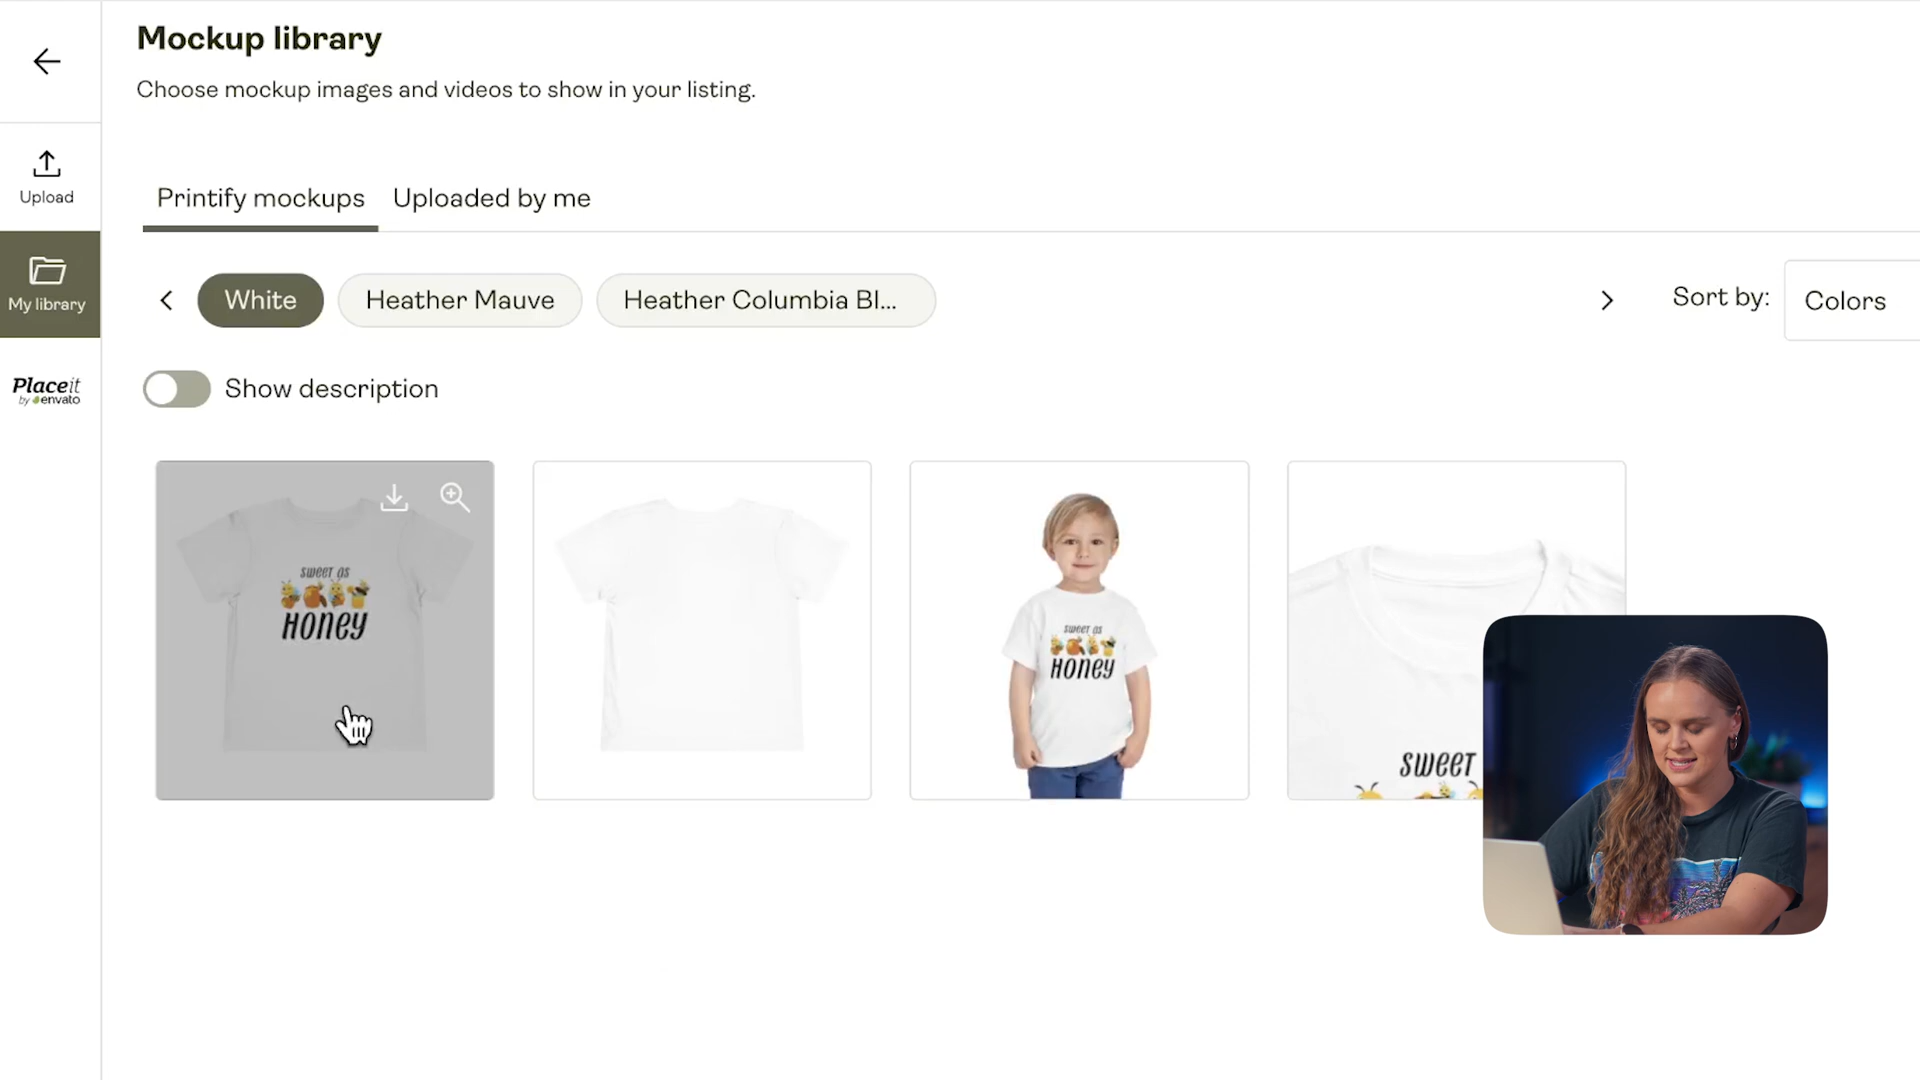 Mockup library
Choose mockup images and videos to show in your listing.
Upload
My library
Placeit
by envato
Printify mockups
Uploaded by me
White
Heather Mauve
Heather Columbia Bl...
Sort by:
Colors
Show description
sweet as
Honey
sweet as
Honey
sweet